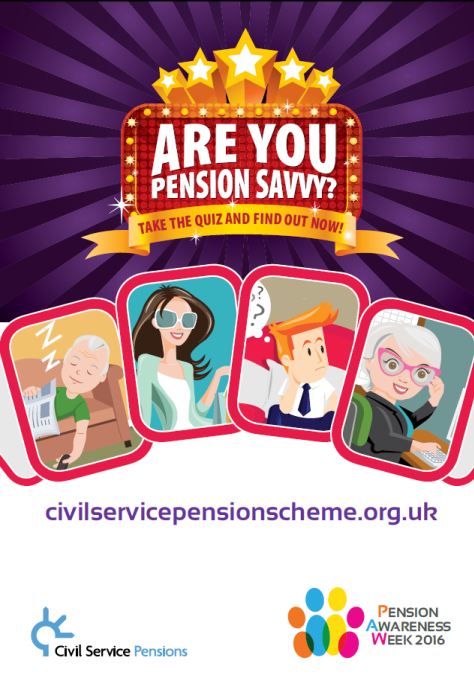 ARE YOU
PENSION SAVVY?
TAKE THE QUIZ AND FIND OUT NOW!
Z
Z
Z
? ?
?
civilservicepensionscheme.org.uk
Civil Service Pensions
PENSION
AWARENESS
WEEK 2016